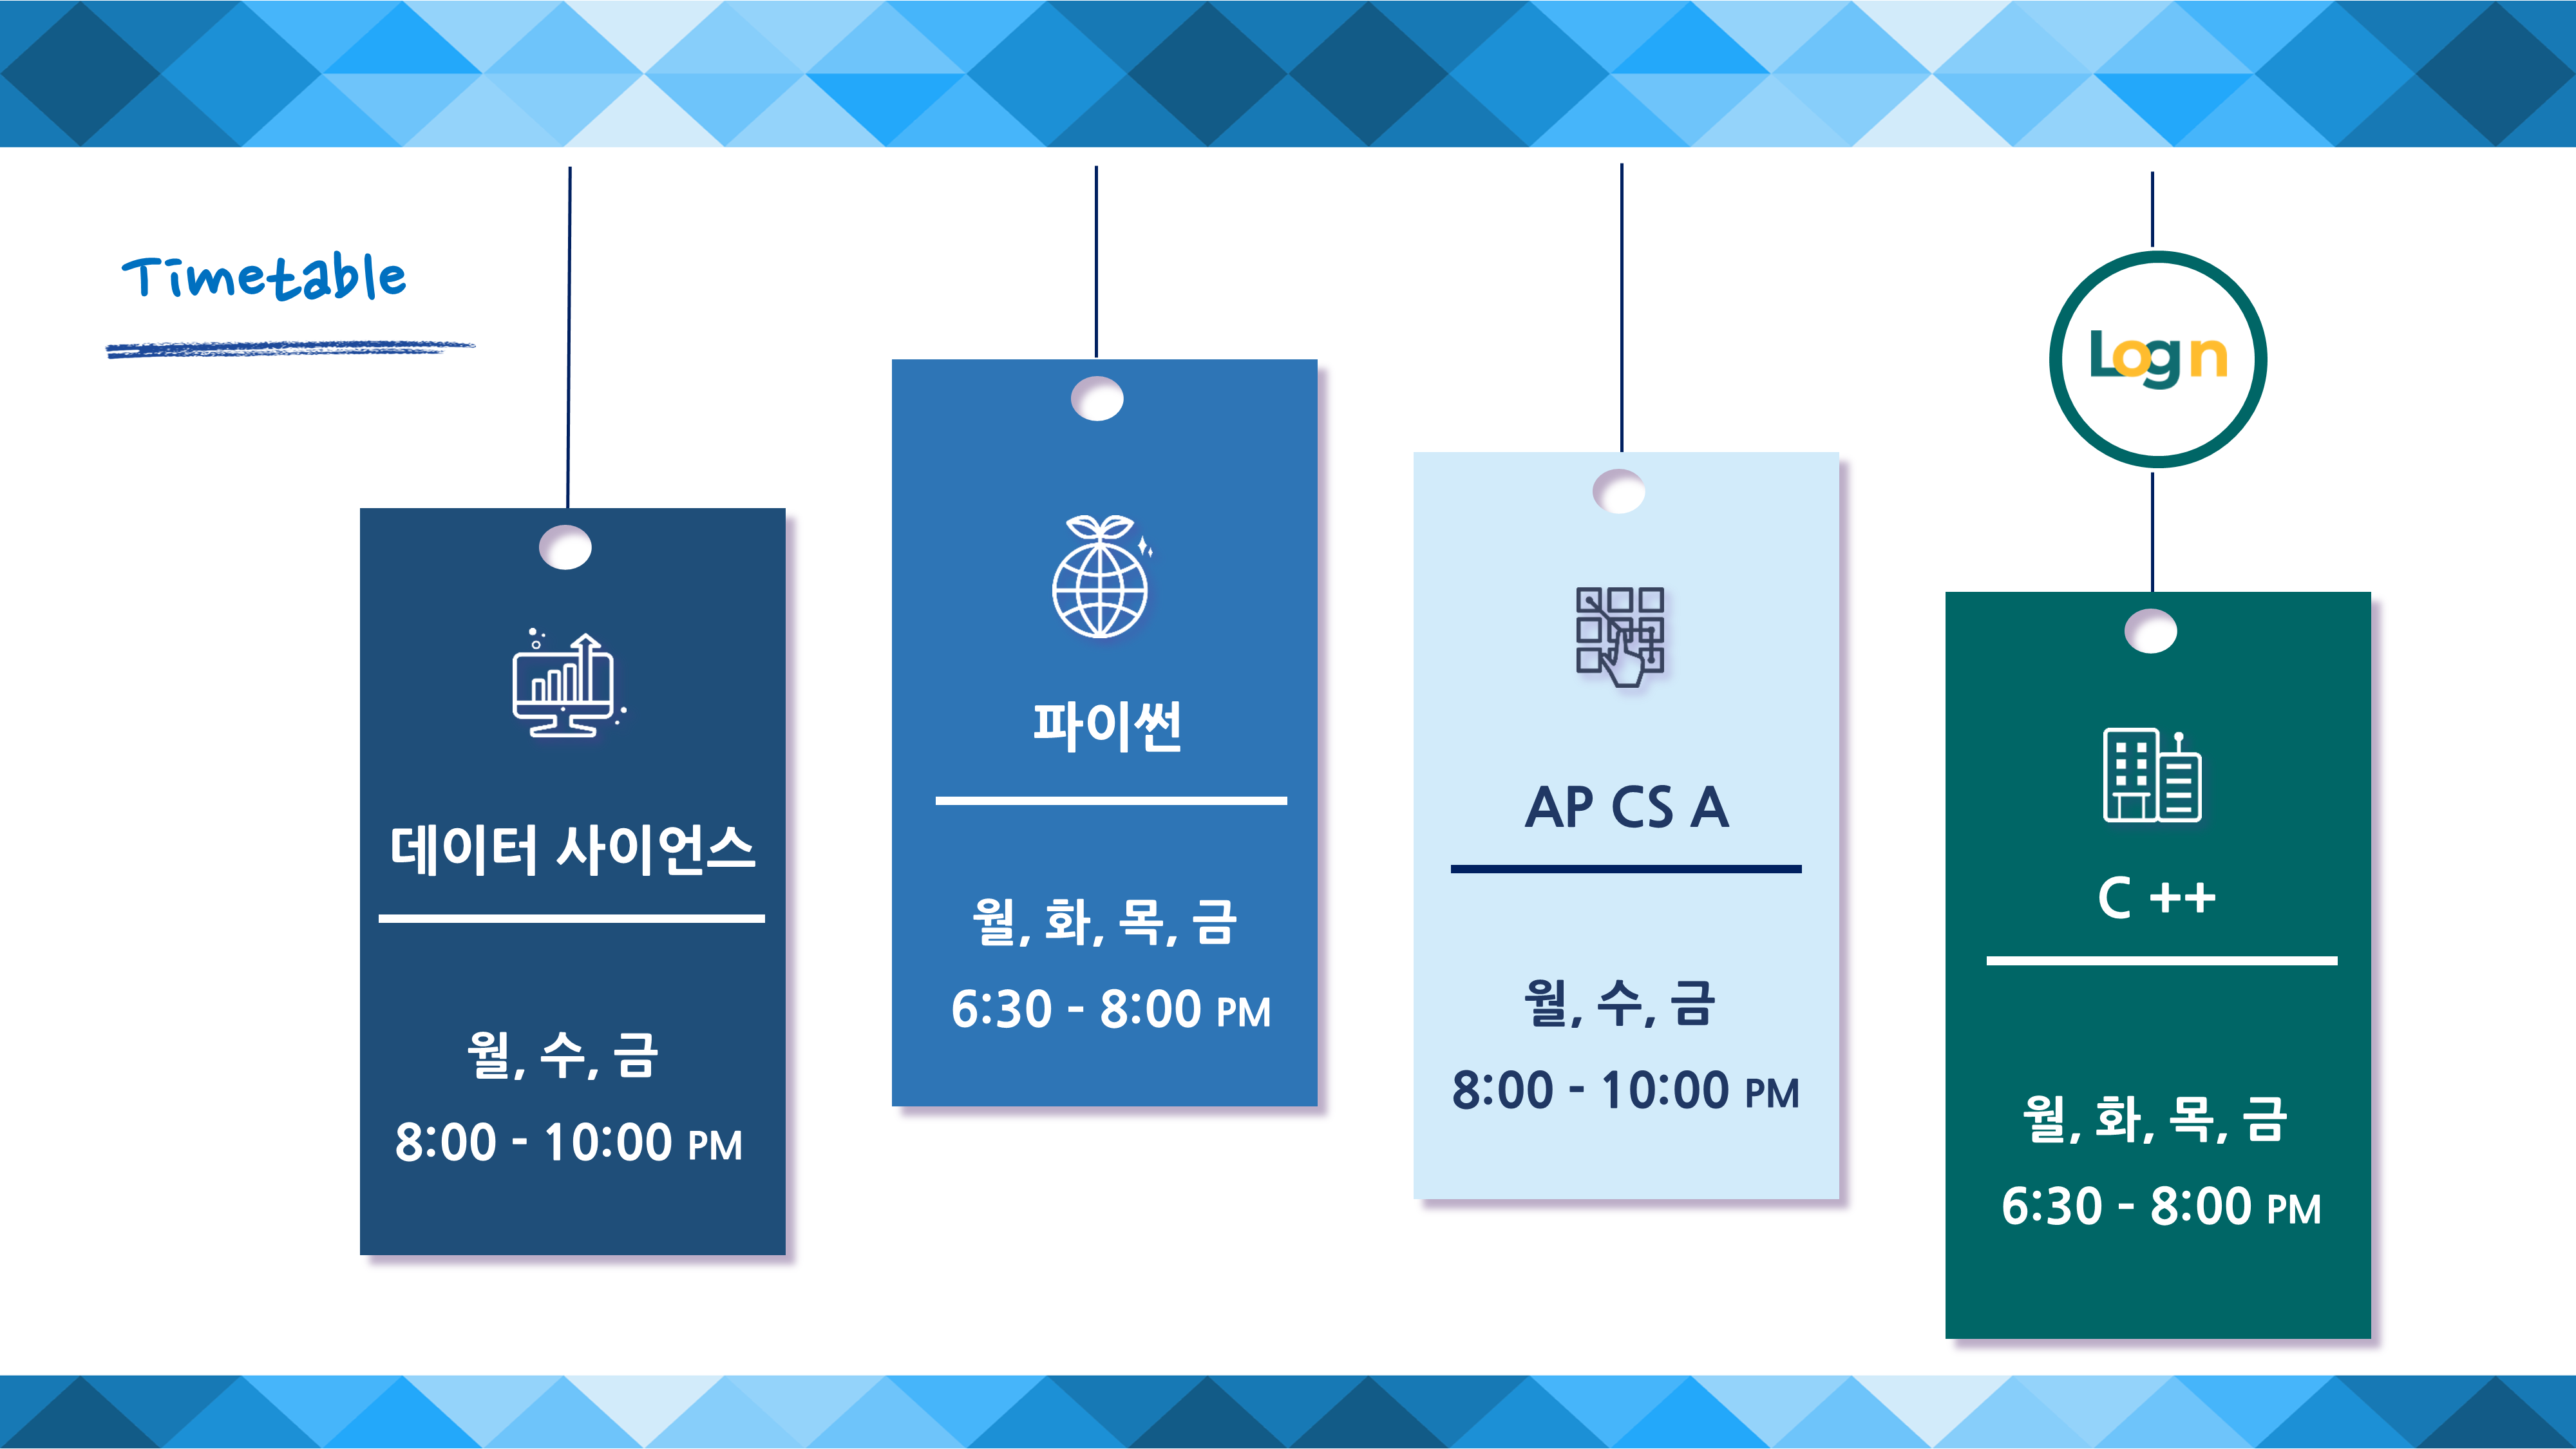 Timetable
Logn
데이터 사이언스
월, 수, 금
8:00 - 10:00 PM
파이썬
월, 화, 목, 금
6:30 - 8:00 PM
AP CS A
월, 수, 금
8:00 - 10:00 PM
C ++
월, 화, 목, 금
6:30 - 8:00 PM